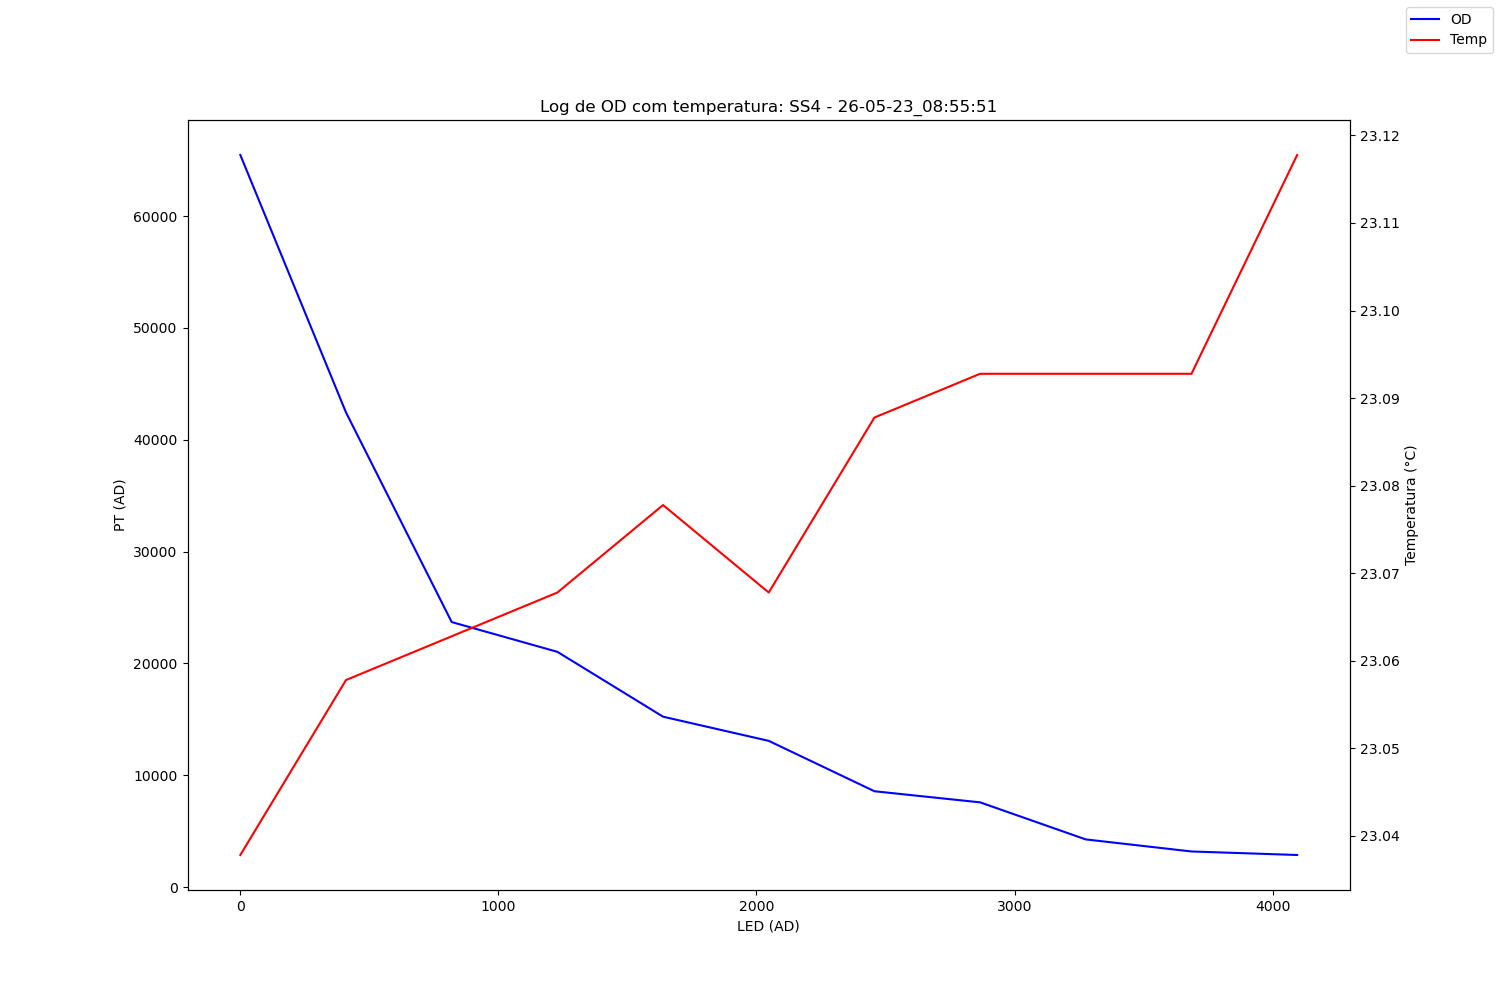 OD
Temp
Log de OD com temperatura: SS4 - 26-05-23_08:55:51
60000
50000
40000
30000
20000
10000
0
PT (AD)
23.12
23.11
23.10
23.09
23.08
23.07
23.06
23.05
23.04
Temperatura (°C)
0 1000 2000 3000 4000
LED (AD)